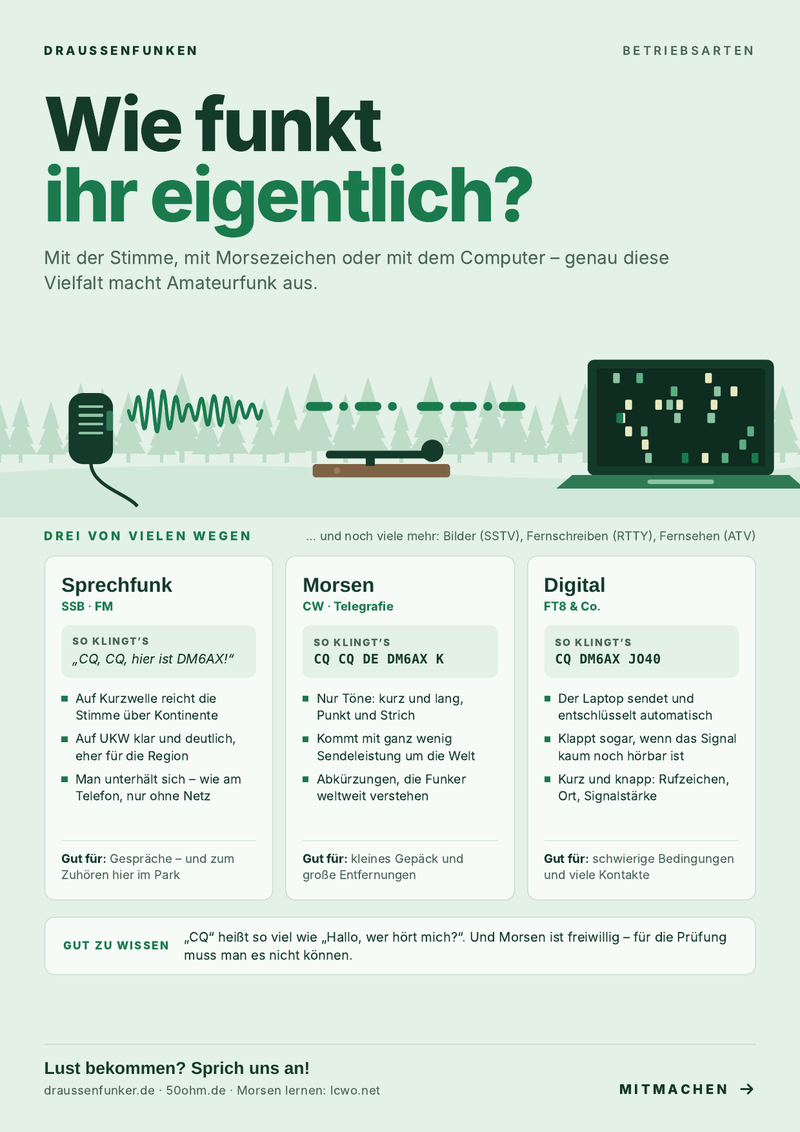 DRAUSSENFUNKEN
BETRIEBSARTEN
Wie funkt
ihr eigentlich?
Mit der Stimme, mit Morsezeichen oder mit dem Computer – genau diese
Vielfalt macht Amateurfunk aus.
DREI VON VIELEN WEGEN
... und noch viele mehr: Bilder (SSTV), Fernschreiben (RTTY), Fernsehen (ATV)
Sprechfunk
SSB · FM
SO KLINGT’S
„CQ, CQ, hier ist DM6AX!“
Auf Kurzwelle reicht die
Stimme über Kontinente
Auf UKW klar und deutlich,
eher für die Region
Man unterhält sich – wie am
Telefon, nur ohne Netz
Gut für: Gespräche – und zum
Zuhören hier im Park
Morsen
CW · Telegrafie
SO KLINGT’S
CQ CQ DE DM6AX K
Nur Töne: kurz und lang,
Punkt und Strich
Kommt mit ganz wenig
Sendeleistung um die Welt
Abkürzungen, die Funker
weltweit verstehen
Gut für: kleines Gepäck und
große Entfernungen
Digital
FT8 & Co.
SO KLINGT’S
CQ DM6AX JO40
Der Laptop sendet und
entschlüsselt automatisch
Klappt sogar, wenn das Signal
kaum noch hörbar ist
Kurz und knapp: Rufzeichen,
Ort, Signalstärke
Gut für: schwierige Bedingungen
und viele Kontakte
GUT ZU WISSEN
„CQ“ heißt so viel wie „Hallo, wer hört mich?“. Und Morsen ist freiwillig – für die Prüfung
muss man es nicht können.
Lust bekommen? Sprich uns an!
draussenfunker.de · 50ohm.de · Morsen lernen: lcwo.net
MITMACHEN →